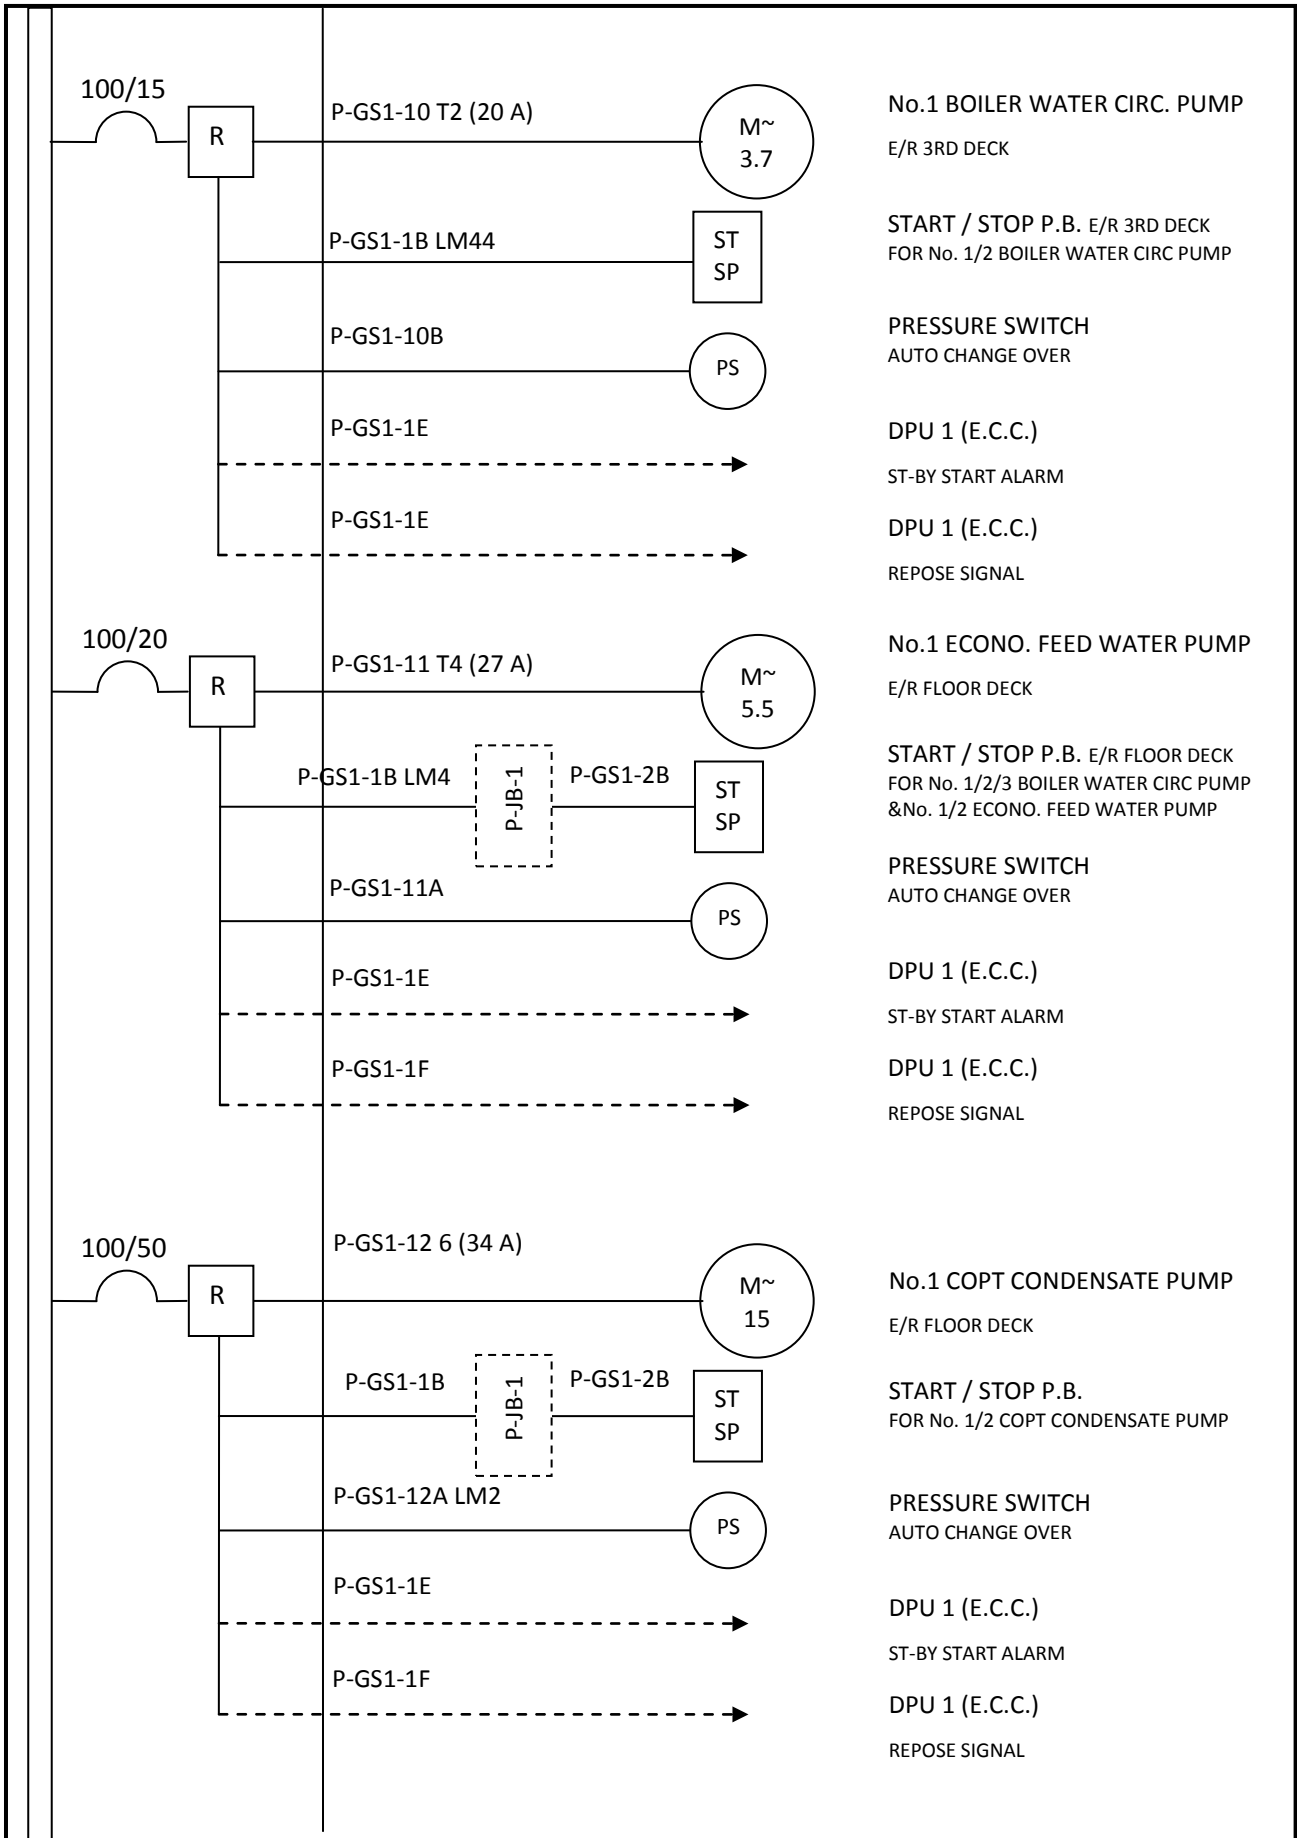 100/15
R
P-GS1-10 T2 (20 A)
M~
3.7
No.1 BOILER WATER CIRC. PUMP
E/R 3RD DECK
P-GS1-1B LM44
ST
SP
START / STOP P.B. E/R 3RD DECK
FOR No. 1/2 BOILER WATER CIRC PUMP
P-GS1-10B
PS
PRESSURE SWITCH
AUTO CHANGE OVER
P-GS1-1E
DPU 1 (E.C.C.)
ST-BY START ALARM
P-GS1-1E
DPU 1 (E.C.C.)
REPOSE SIGNAL
100/20
R
P-GS1-11 T4 (27 A)
M~
5.5
No.1 ECONO. FEED WATER PUMP
E/R FLOOR DECK
P-GS1-1B LM4
P-JB-1
P-GS1-2B
ST
SP
START / STOP P.B. E/R FLOOR DECK
FOR No. 1/2/3 BOILER WATER CIRC PUMP
&No. 1/2 ECONO. FEED WATER PUMP
P-GS1-11A
PS
PRESSURE SWITCH
AUTO CHANGE OVER
P-GS1-1E
DPU 1 (E.C.C.)
ST-BY START ALARM
P-GS1-1F
DPU 1 (E.C.C.)
REPOSE SIGNAL
100/50
R
P-GS1-12 6 (34 A)
M~
15
No.1 COPT CONDENSATE PUMP
E/R FLOOR DECK
P-GS1-1B
P-JB-1
P-GS1-2B
ST
SP
START / STOP P.B.
FOR No. 1/2 COPT CONDENSATE PUMP
P-GS1-12A LM2
PS
PRESSURE SWITCH
AUTO CHANGE OVER
P-GS1-1E
DPU 1 (E.C.C.)
ST-BY START ALARM
P-GS1-1F
DPU 1 (E.C.C.)
REPOSE SIGNAL